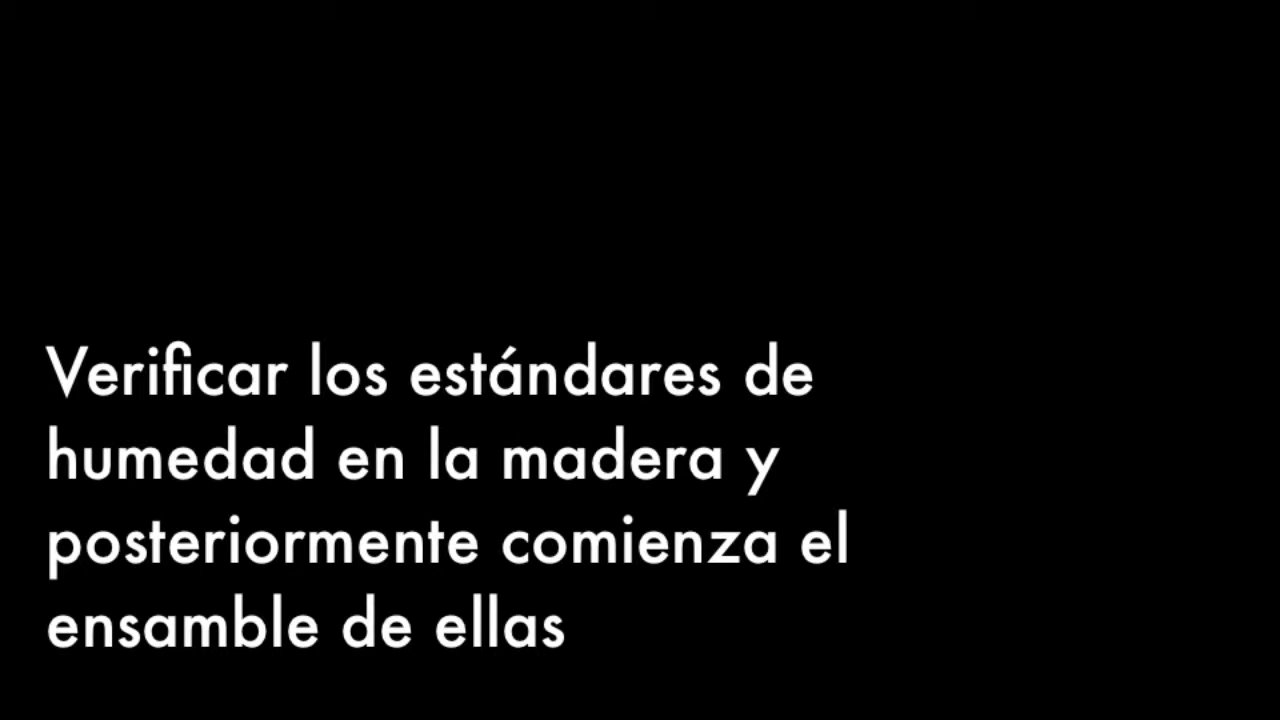 Verificar los estándares de
humedad en la madera y
posteriormente comienza el
ensamble de ellas